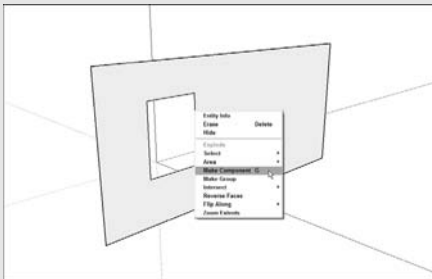 Entity Info
Erase Delete
Hide
Explode
Select
Area
Make Component G
Make Group
Intersect
Reverse Faces
Flip Along
Zoom Extents